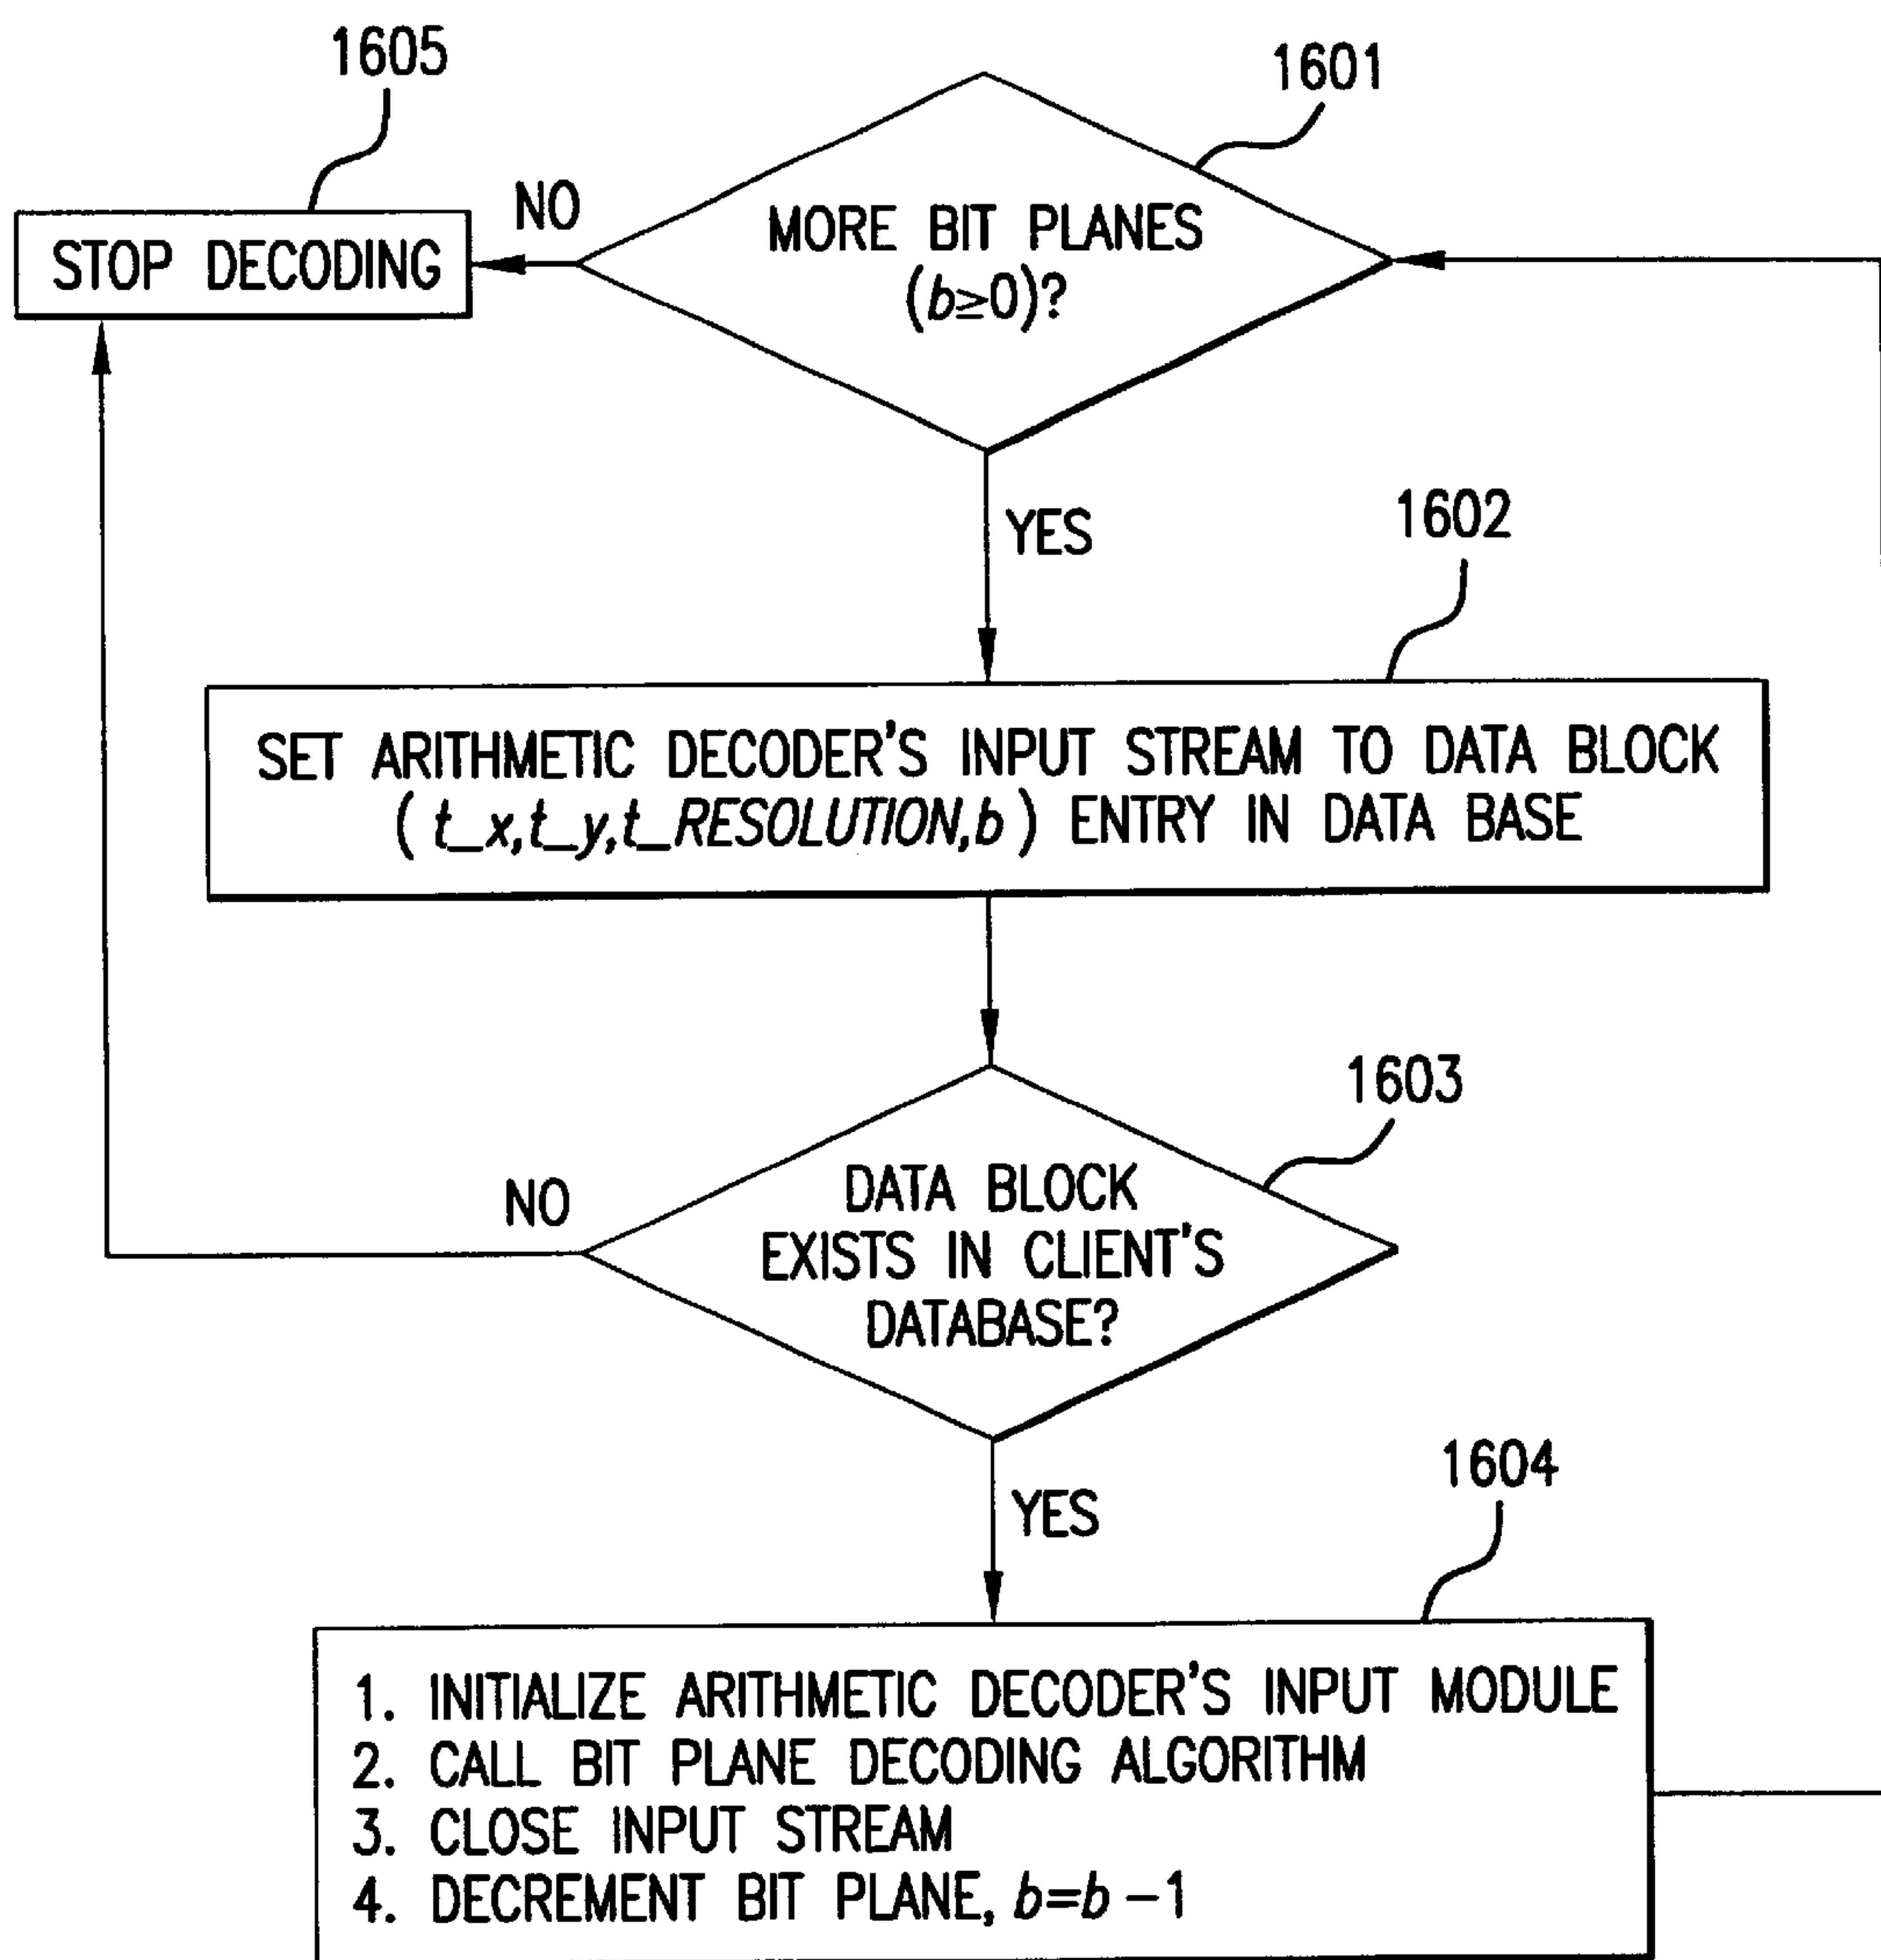 1605
1601
STOP DECODING
NO
MORE BIT PLANES
(b≥0)?
YES
1602
SET ARITHMETIC DECODER'S INPUT STREAM TO DATA BLOCK
(t_x,t_y,t_RESOLUTION,b) ENTRY IN DATA BASE
1603
NO
DATA BLOCK
EXISTS IN CLIENT'S
DATABASE?
YES
1604
1. INITIALIZE ARITHMETIC DECODER'S INPUT MODULE
2. CALL BIT PLANE DECODING ALGORITHM
3. CLOSE INPUT STREAM
4. DECREMENT BIT PLANE, b=b-1